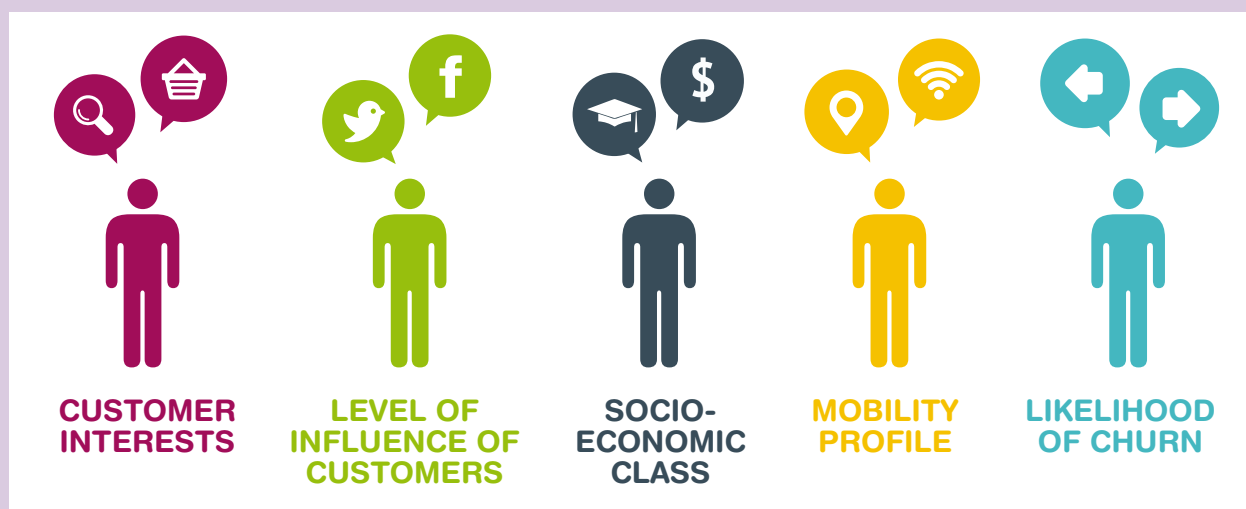 CUSTOMER
INTERESTS
LEVEL OF
INFLUENCE OF
CUSTOMERS
SOCIO-
ECONOMIC
CLASS
MOBILITY
PROFILE
LIKELIHOOD
OF CHURN
f
$